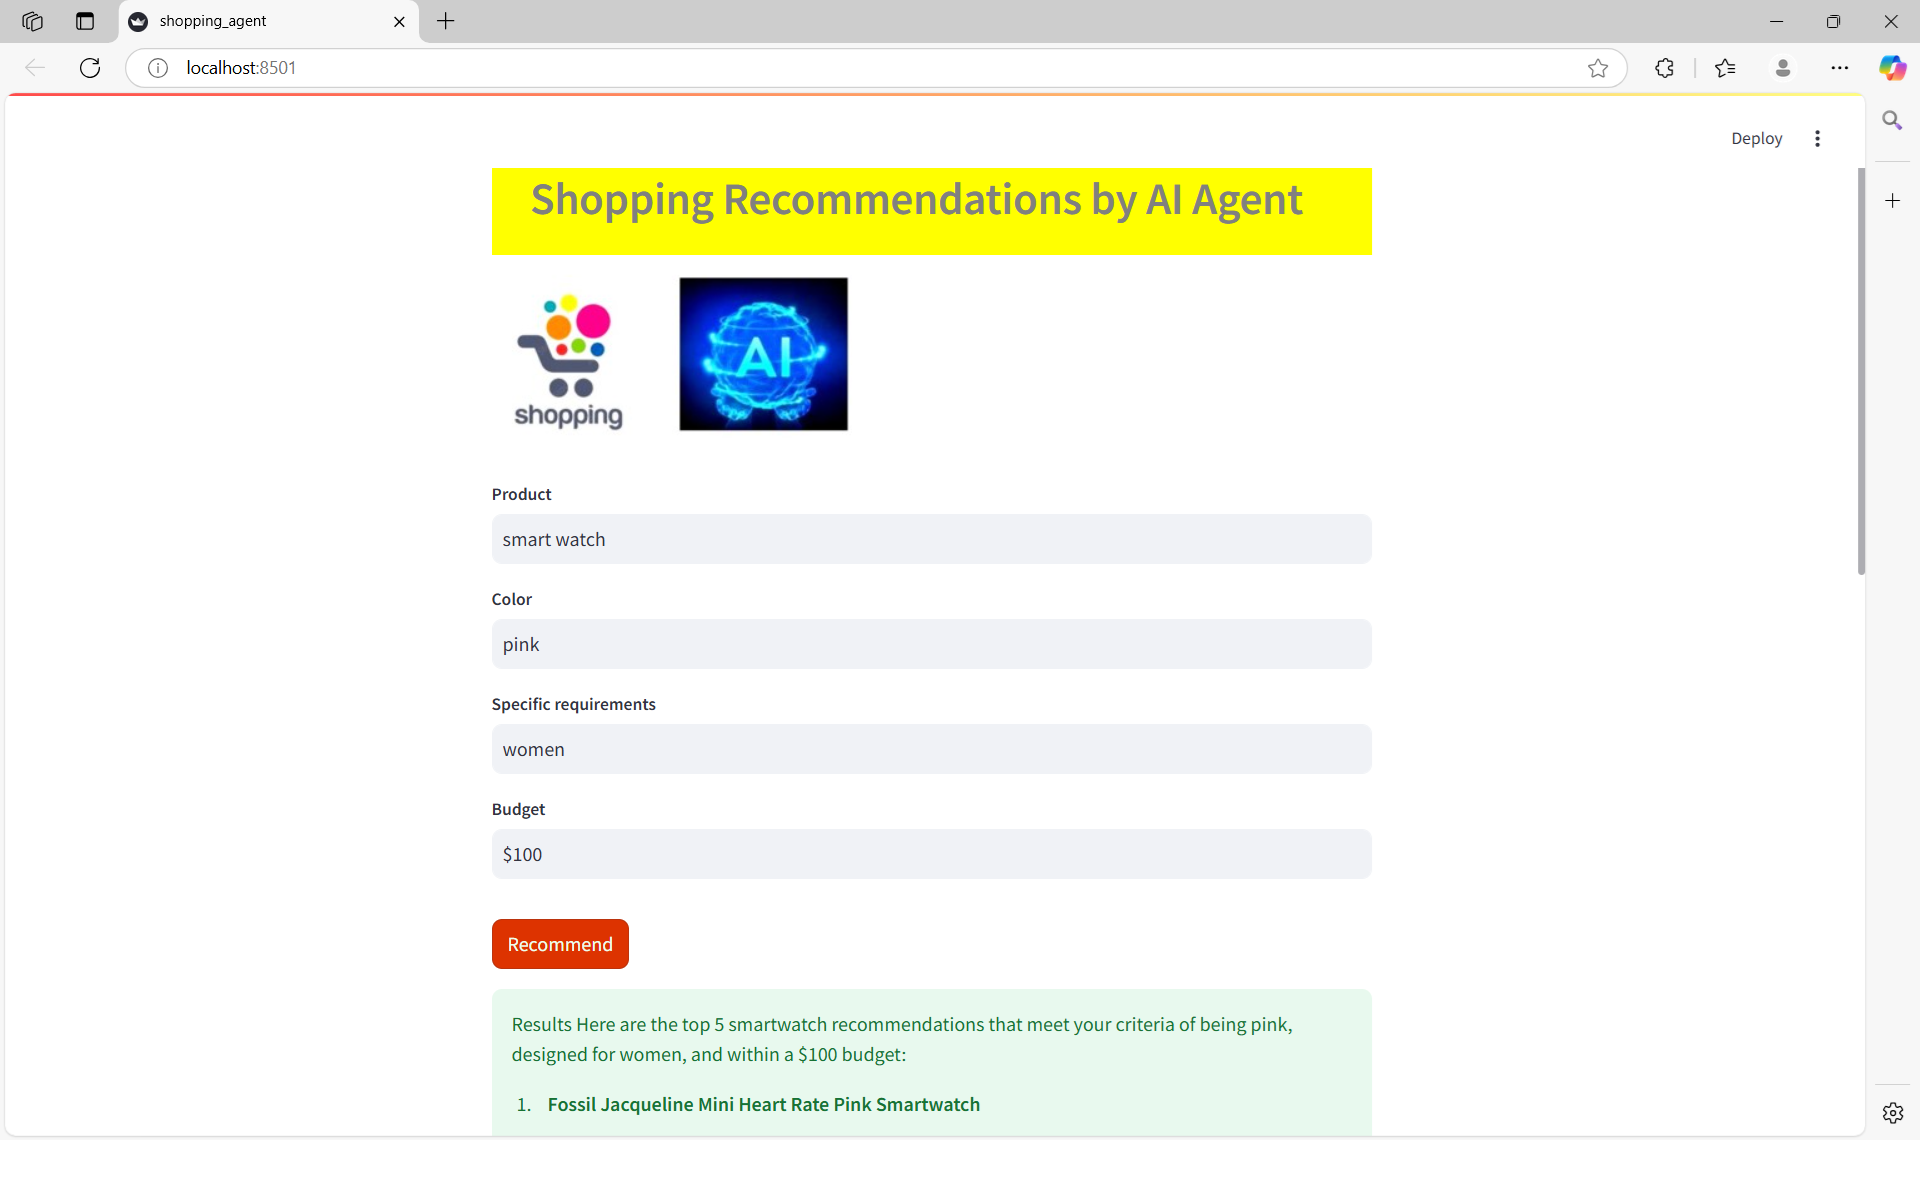 shopping_agent
localhost:8501
Deploy
Shopping Recommendations by AI Agent
shopping
AI
Product
smart watch
Color
pink
Specific requirements
women
Budget
$100
Recommend
Results Here are the top 5 smartwatch recommendations that meet your criteria of being pink,
designed for women, and within a $100 budget:
1. Fossil Jacqueline Mini Heart Rate Pink Smartwatch